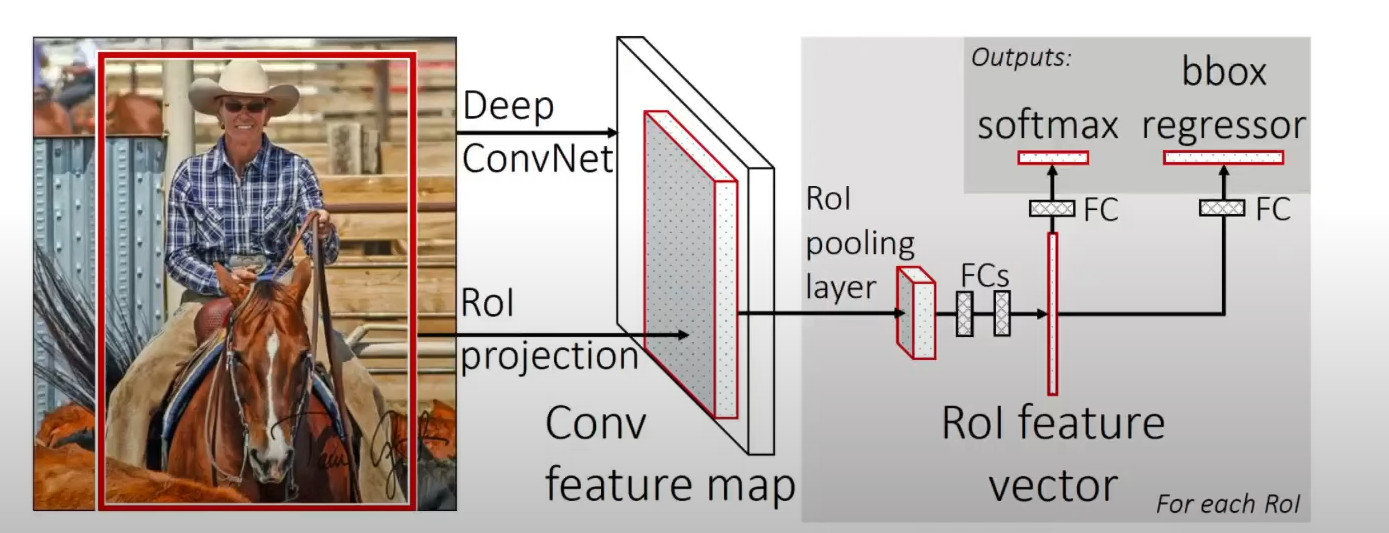 Deep
ConvNet
RoI
projection
Conv
feature map
RoI
pooling
layer
FCs
RoI feature
vector
For each RoI
Outputs:
softmax
bbox
regressor
FC
FC